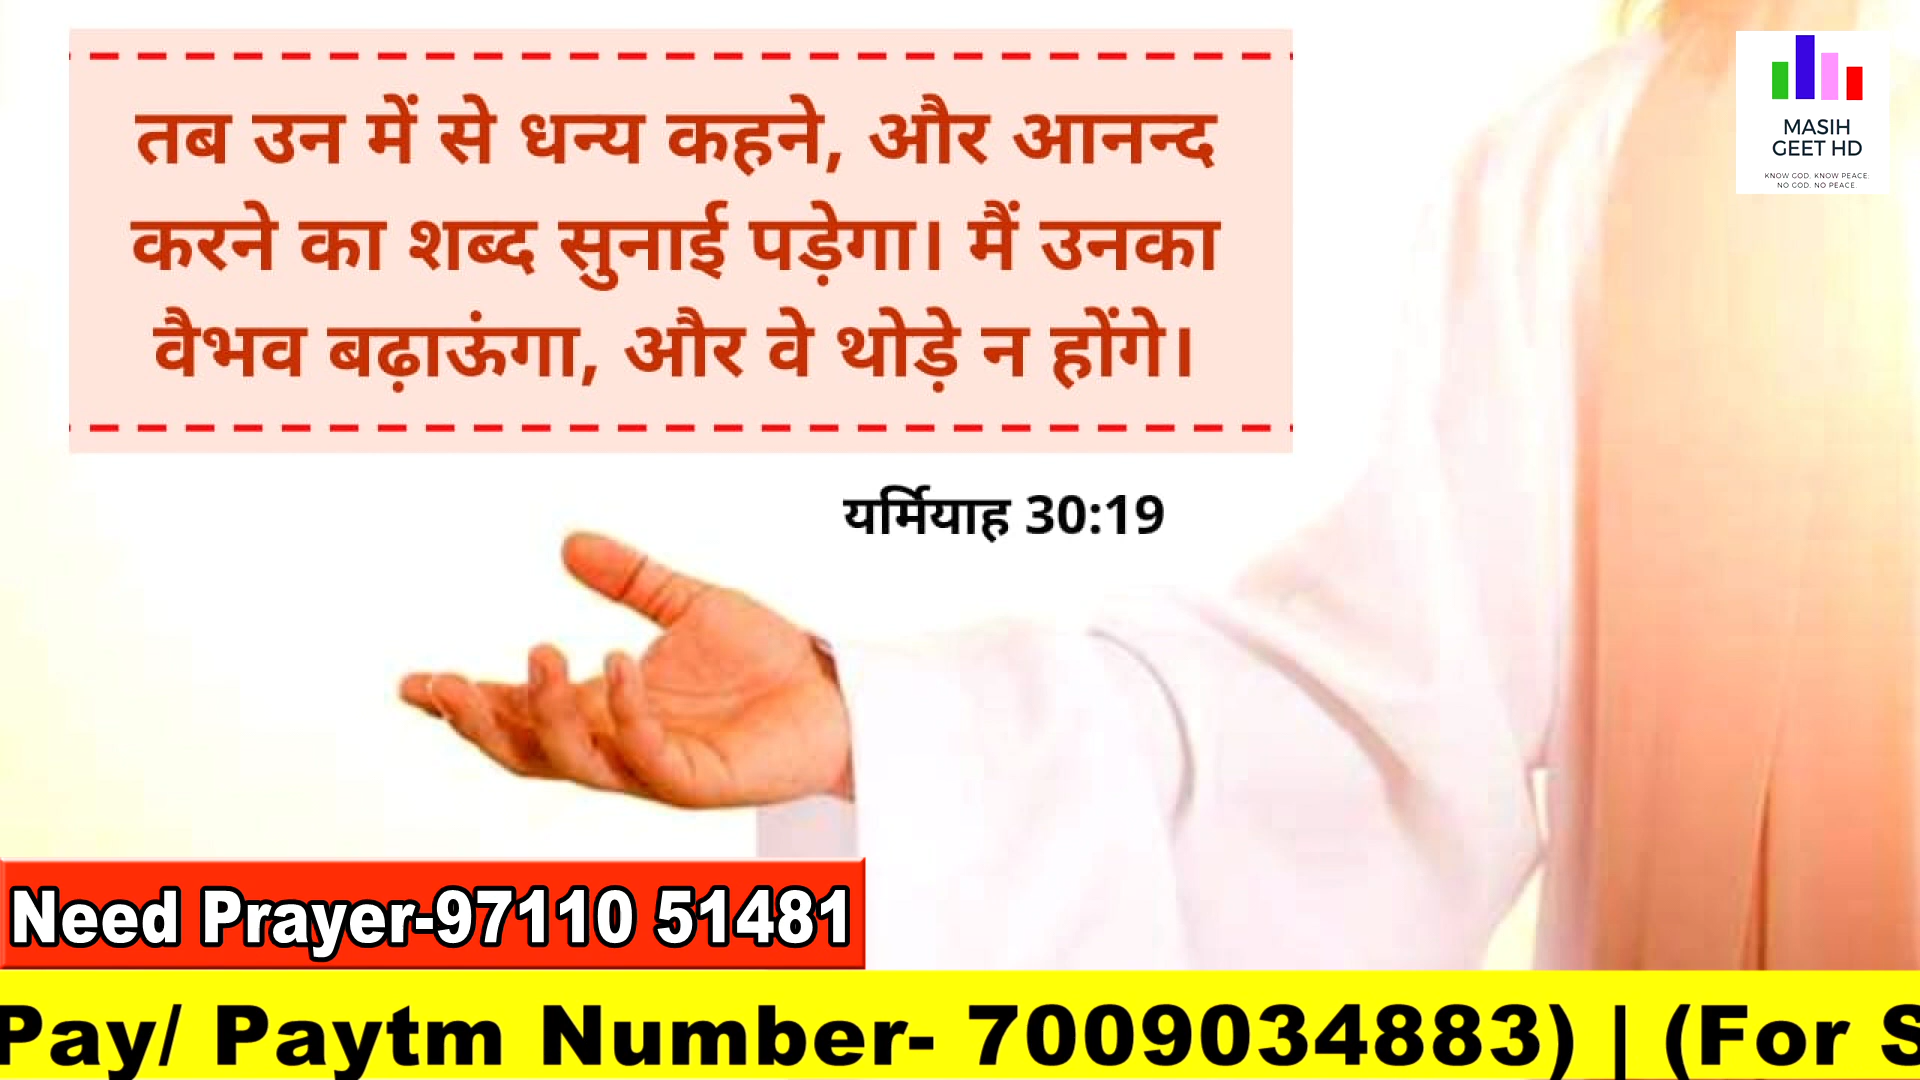 तब उन में से धन्य कहने, और आनन्द
करने का शब्द सुनाई पड़ेगा। मैं उनका
वैभव बढ़ाऊंगा, और वे थोड़े न होंगे।
यर्मियाह 30:19
MASIH
GEET HD
KNOW GOD. KNOW PEACE.
NO GOD. NO PEACE.
Need Prayer-97110 51481
Pay/ Paytm Number- 7009034883) | (For S